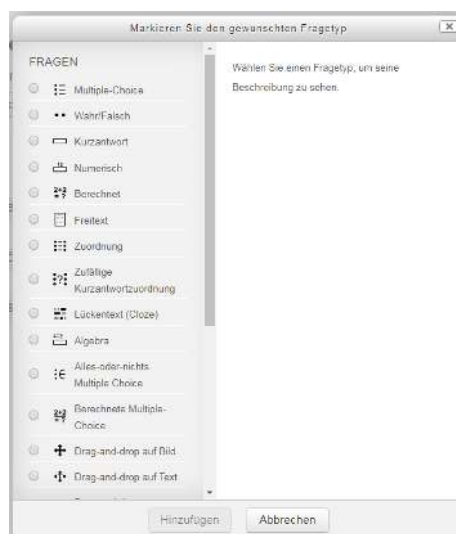 Markieren Sie den gewünschten Fragetyp
FRAGEN
Multiple-Choice
Wahr/Falsch
Kurzantwort
Numerisch
Berechnet
Freitext
Zuordnung
Zufällige
Kurzantwortzuordnung
Lückentext (Cloze)
Algebra
Alles-oder-nichts
Multiple Choice
Berechnete Multiple-
Choice
Drag-and-drop auf Bild
Drag-and-drop auf Text
Wählen Sie einen Fragetyp, um seine
Beschreibung zu sehen.
Hinzufügen Abbrechen